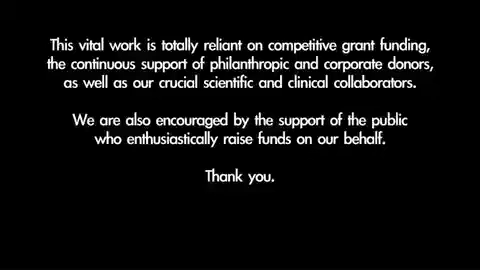 This vital work is totally reliant on competitive grant funding,
the continuous support of philanthropic and corporate donors,
as well as our crucial scientific and clinical collaborators.
We are also encouraged by the support of the public
who enthusiastically raise funds on our behalf.
Thank you.